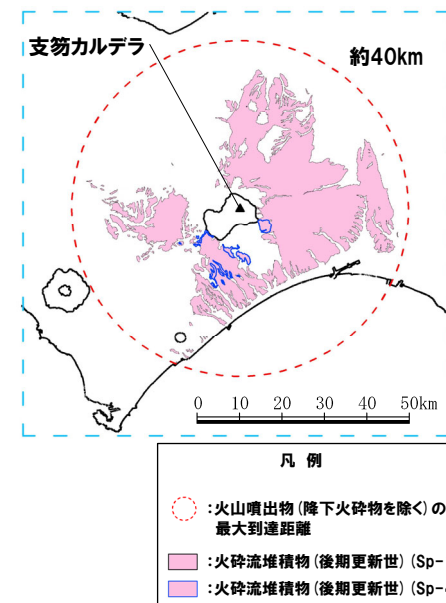 支笏カルデラ
約40km
0 10 20 30 40 50km
凡 例
:火山噴出物(降下火砕物を除く)の
最大到達距離
:火砕流堆積物(後期更新世)(Sp-
:火砕流堆積物(後期更新世)(Sp-